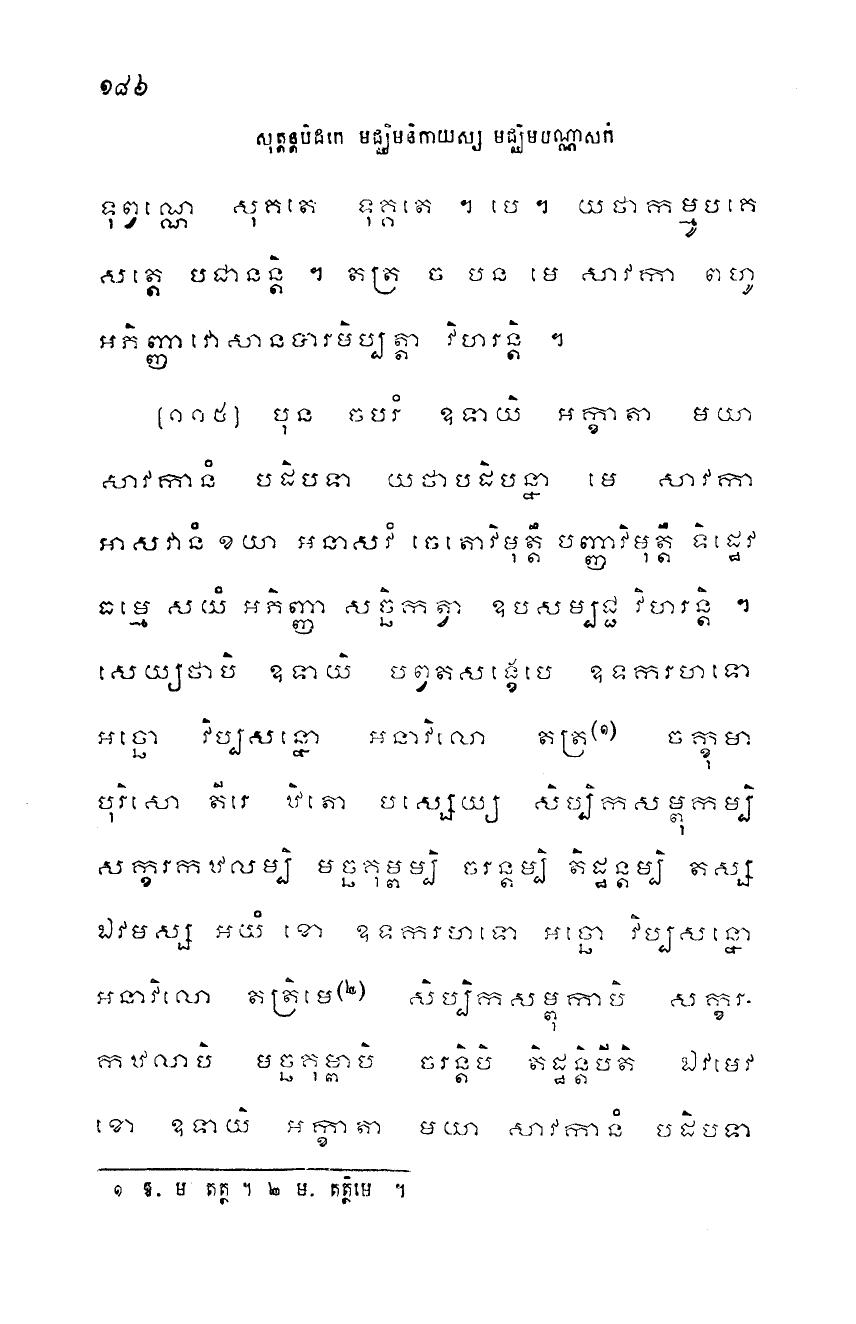 ១៨៦
សុត្តន្តបិដកេ មជ្ឈិមនិកាយស្ស មជ្ឈិមបណ្ណាសកំ
ទុព្វណ្ណេ សុគតេ ទុគ្គតេ ។ បេ ។ យថាកម្មូបគេ
សត្តេ បជានន្តិ ។ តត្រ ច បន មេ សាវកា ពហូ
អភិញ្ញាវោសានបារមិប្បត្តា វិហរន្តិ ។
[១១៥] បុន ចបរំ ឧទាយិ អក្ខាតា មយា
សាវកានំ បដិបទា យថាបដិបន្នា មេ សាវកា
អាសវានំ ខយា អនាសវំ ចេតោវិមុត្តឹ បញ្ញាវិមុត្តឹ ទិដ្ឋេវ
ធម្មេ សយំ អភិញ្ញា សច្ឆិកត្វា ឧបសម្បជ្ជ វិហរន្តិ ។
សេយ្យថាបិ ឧទាយិ បព្វតសង្ខេបេ ឧទករហទោ
អច្ឆោ វិប្បសន្នោ អនាវិលោ តត្រ(១) ចក្ខុមា
បុរិសោ តីរេ ឋិតោ បស្សេយ្យ សិប្បិកសម្ពុកម្បិ
សក្ខរកឋលម្បិ មច្ឆគុម្ពម្បិ ចរន្តម្បិ តិដ្ឋន្តម្បិ តស្ស
ឯវមស្ស អយំ ខោ ឧទករហទោ អច្ឆោ វិប្បសន្នោ
អនាវិលោ តត្រិមេ(២) សិប្បិកសម្ពុកាបិ សក្ខរ-
កឋលាបិ មច្ឆគុម្ពាបិ ចរន្តិបិ តិដ្ឋន្តិបីតិ ឯវមេវ
ខោ ឧទាយិ អក្ខាតា មយា សាវកានំ បដិបទា
១ ឱ. ម តត្ថ ។ ២ ម. តត្ថិមេ ។